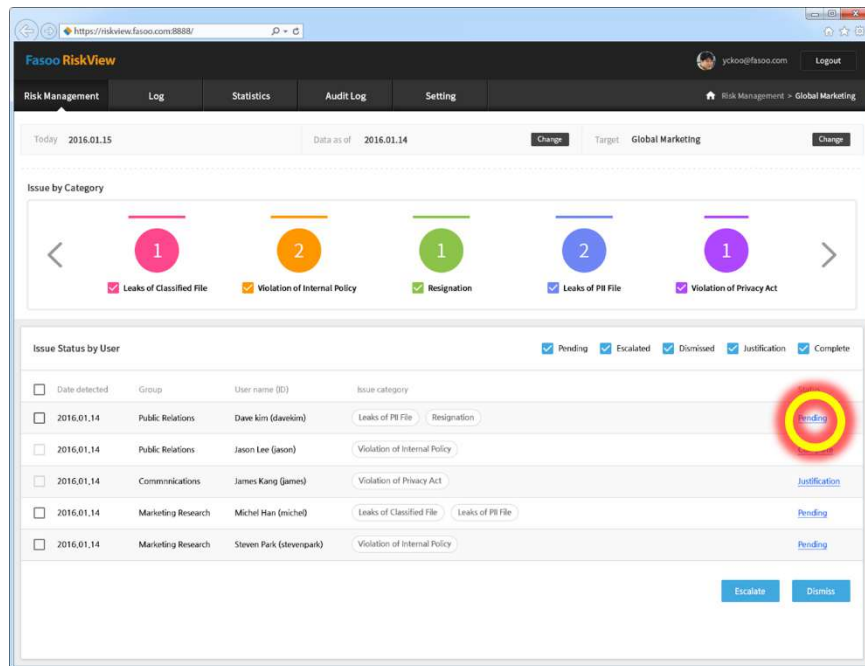 https://riskview.fasoo.com:8888/
Fasoo RiskView
yckoo@fasoo.com
Logout
Risk Management
Log
Statistics
Audit Log
Setting
Risk Management > Global Marketing
Today 2016.01.15
Data as of 2016.01.14
Change
Target Global Marketing
Change
Issue by Category
1
2
1
2
1
Leaks of Classified File
Violation of Internal Policy
Resignation
Leaks of PII File
Violation of Privacy Act
Issue Status by User
Pending
Escalated
Dismissed
Justification
Complete
Date detected Group User name (ID) Issue category Status
2016.01.14 Public Relations Dave kim (davekim) Leaks of PII File Resignation Pending
2016.01.14 Public Relations Jason Lee (jason) Violation of Internal Policy
2016.01.14 Commnnications James Kang (james) Violation of Privacy Act Justification
2016.01.14 Marketing Research Michel Han (michel) Leaks of Classified File Leaks of PII File Pending
2016.01.14 Marketing Research Steven Park (stevenpark) Violation of Internal Policy Pending
Escalate
Dismiss